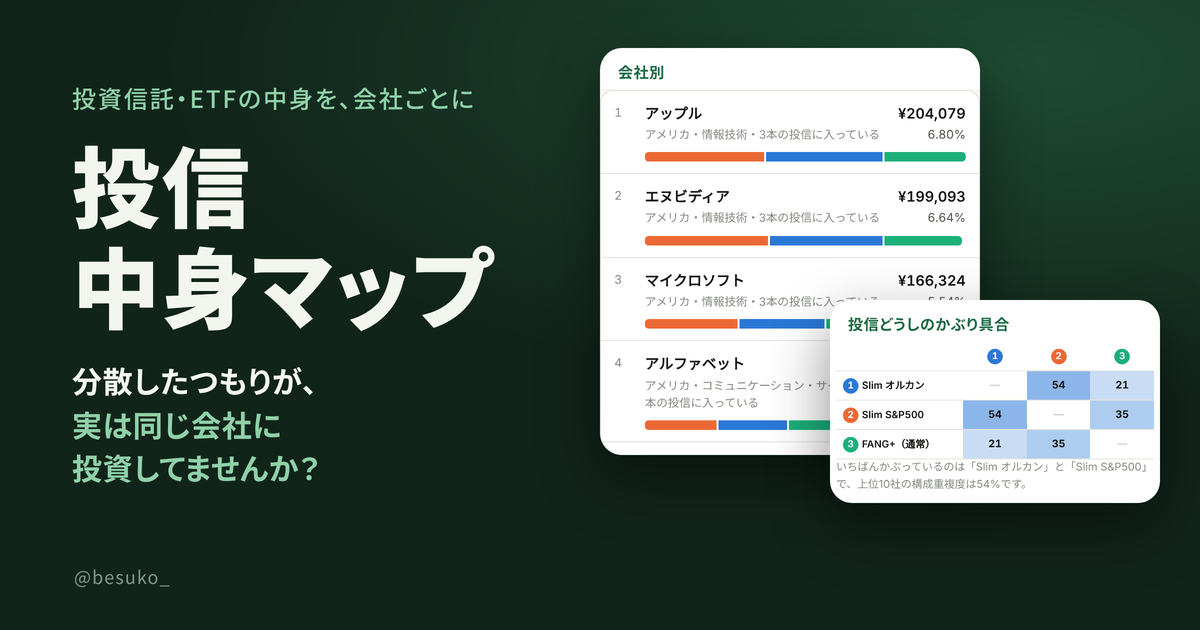 投資信託・ETFの中身を、会社ごとに
投信
中身マップ
分散したつもりが、
実は同じ会社に
投資してませんか？
@besuko_
会社別
1 アップル ¥204,079
アメリカ・情報技術・3本の投信に入っている 6.80%
2 エヌビディア ¥199,093
アメリカ・情報技術・3本の投信に入っている 6.64%
3 マイクロソフト ¥166,324
アメリカ・情報技術・3本の投信に入っている
4 アルファベット
アメリカ・コミュニケーション・サ
本の投信に入っている
投信どうしのかぶり具合
1 2 3
1 Slim オルカン — 54 21
2 Slim S&P500 54 — 35
3 FANG+（通常） 21 35 —
いちばんかぶっているのは「Slim オルカン」と「Slim S&P500」
で、上位10社の構成重複度は54%です。